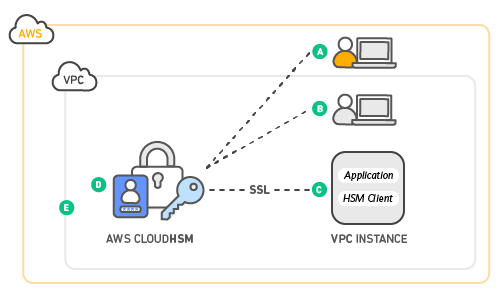 AWS
A
VPC
B
Application
D
SSL
C
HSM Client
E
AWS CLOUDHSM
VPC INSTANCE